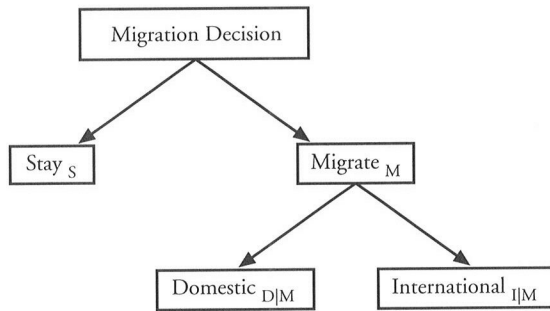 Migration Decision
Stay S
Migrate M
Domestic D|M
International I|M